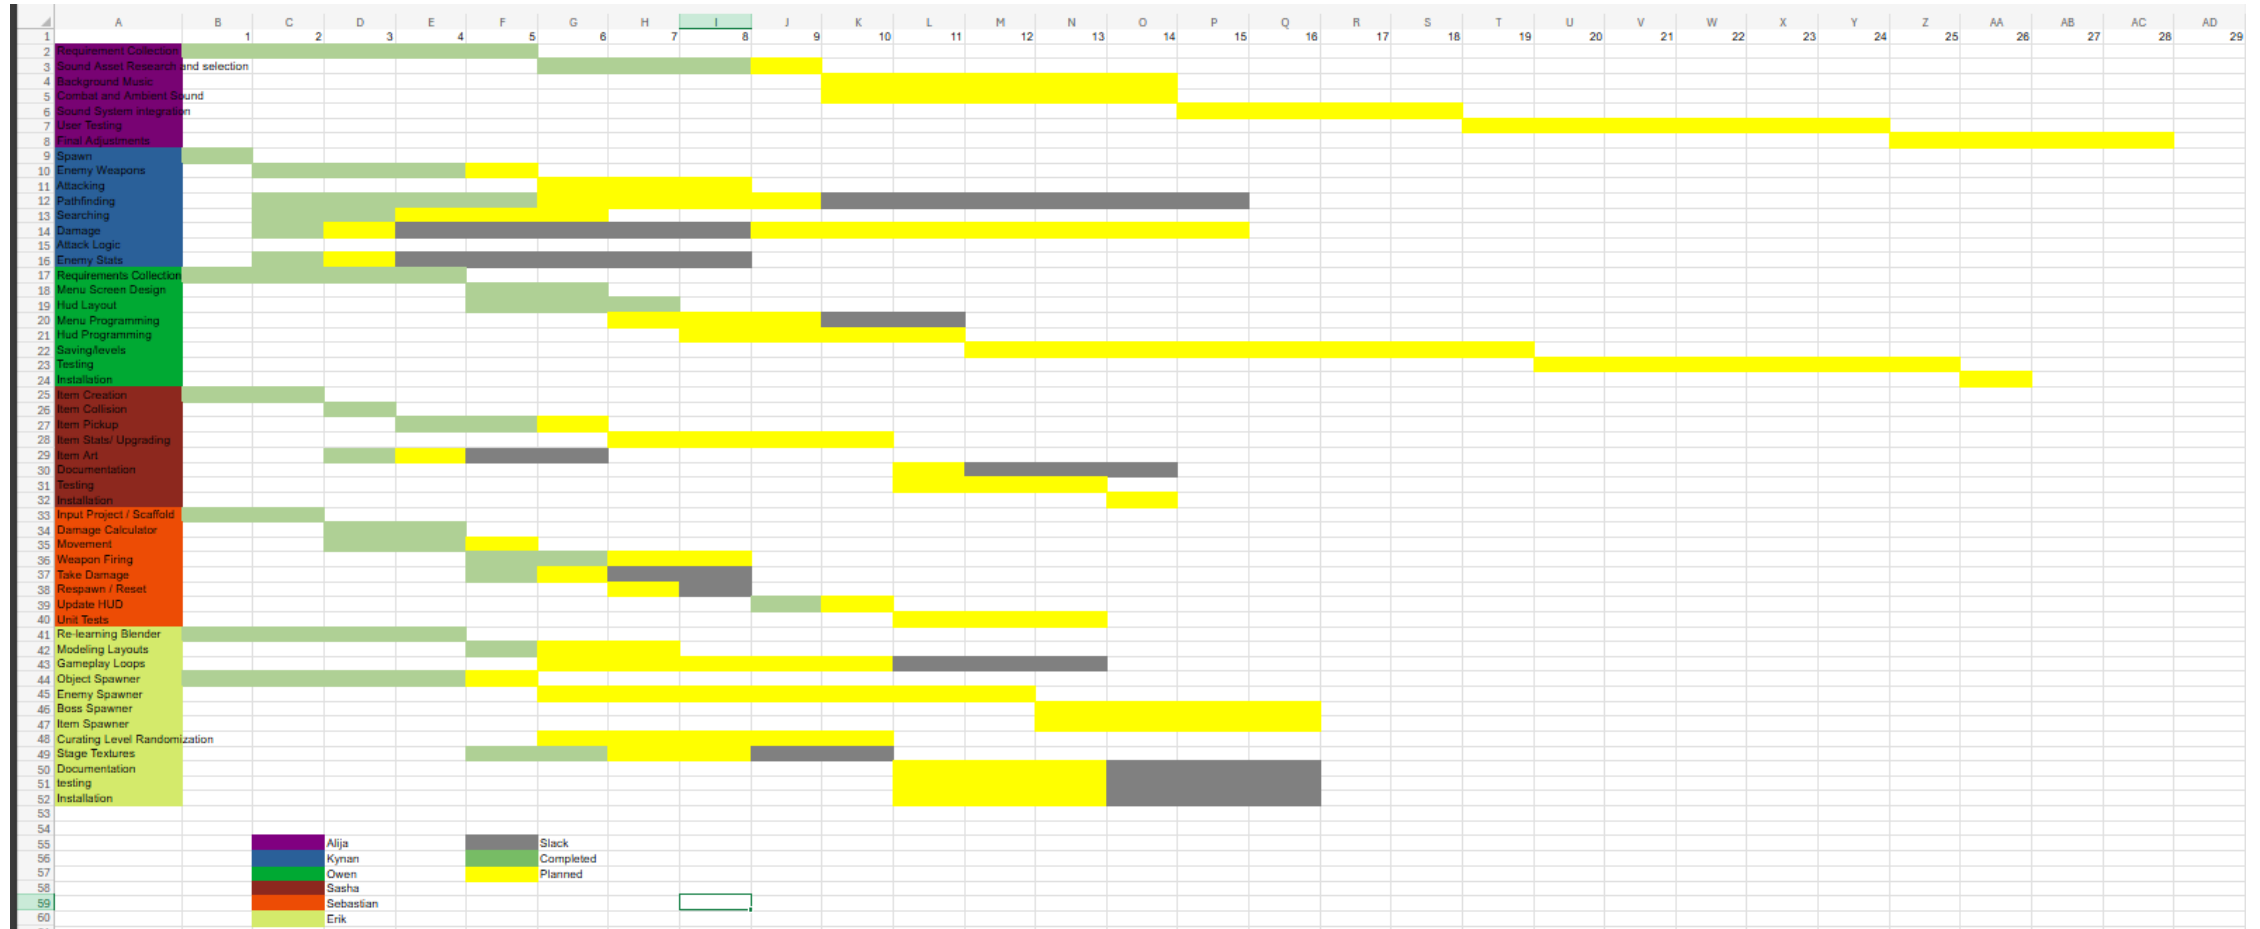 A B C D E F G H I J K L M N O P Q R S T U V W X Y Z AA AB AC AD
1 1 2 3 4 5 6 7 8 9 10 11 12 13 14 15 16 17 18 19 20 21 22 23 24 25 26 27 28 29
2 Requirement Collection
3 Sound Asset Research and selection
4 Background Music
5 Combat and Ambient Sound
6 Sound System Integration
7 User Testing
8 Final Adjustments
9 Spawn
10 Enemy Weapons
11 Attacking
12 Pathfinding
13 Searching
14 Damage
15 Attack Logic
16 Enemy Stats
17 Requirements Collection
18 Menu Screen Design
19 Hud Layout
20 Menu Programming
21 Hud Programming
22 Saving/levels
23 Testing
24 Installation
25 Item Creation
26 Item Collision
27 Item Pickup
28 Item Stats/ Upgrading
29 Item Art
30 Documentation
31 Testing
32 Installation
33 Input Project / Scaffold
34 Damage Calculator
35 Movement
36 Weapon Firing
37 Take Damage
38 Respawn / Reset
39 Update HUD
40 Unit Tests
41 Re-learning Blender
42 Modeling Layouts
43 Gameplay Loops
44 Object Spawner
45 Enemy Spawner
46 Boss Spawner
47 Item Spawner
48 Curating Level Randomization
49 Stage Textures
50 Documentation
51 testing
52 Installation
53
54
55 Alija Slack
56 Kynan Completed
57 Owen Planned
58 Sasha
59 Sebastian
60 Erik